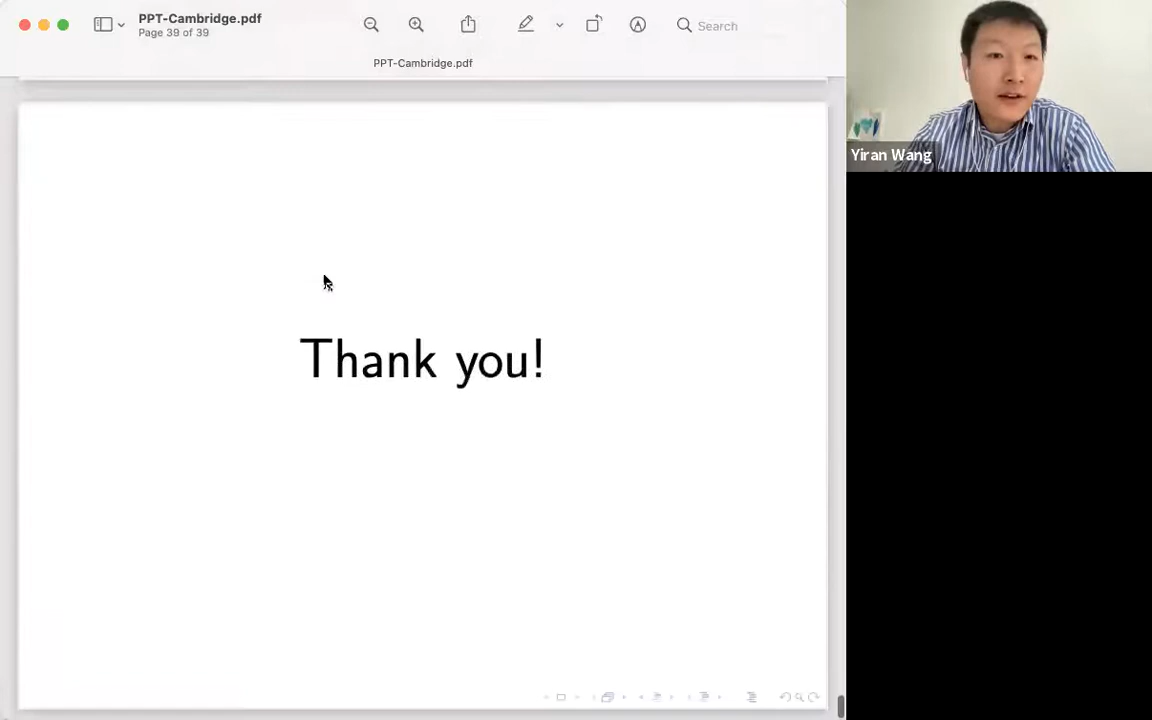 PPT-Cambridge.pdf
Page 39 of 39
Search
PPT-Cambridge.pdf
Yiran Wang
Thank you!